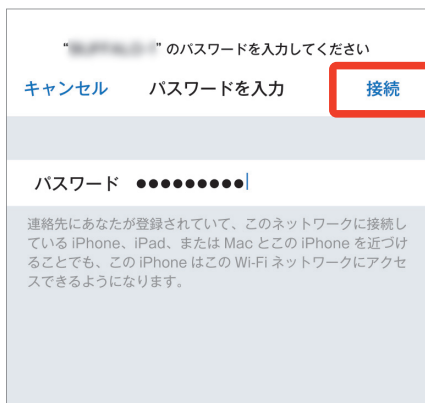 “ ” のパスワードを入力してください
キャンセル パスワードを入力 接続
パスワード ●●●●●●●●●
連絡先にあなたが登録されていて、このネットワークに接続し
ている iPhone、iPad、または Mac とこの iPhone を近づけ
ることでも、この iPhone はこの Wi-Fi ネットワークにアクセ
スできるようになります。